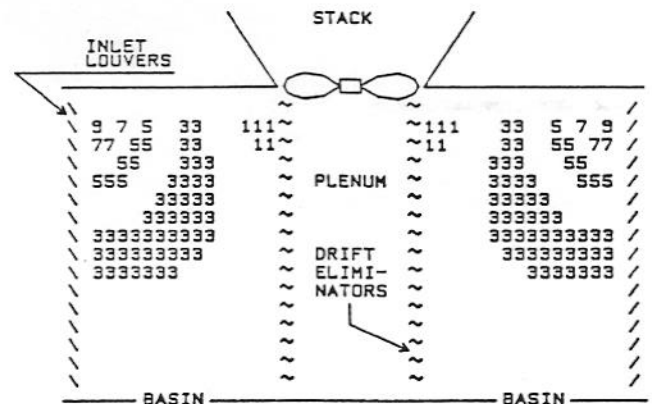 STACK
INLET
LOUVERS
9 7 5 33 111 111 33 5 7 9
77 55 33 11 11 33 55 77
55 333 333 55
555 3333 PLENUM 3333 555
33333 33333
333333 333333
33333333333 33333333333
3333333333 DRIFT 3333333333
3333333 ELIMI- 3333333
NATORS
BASIN BASIN